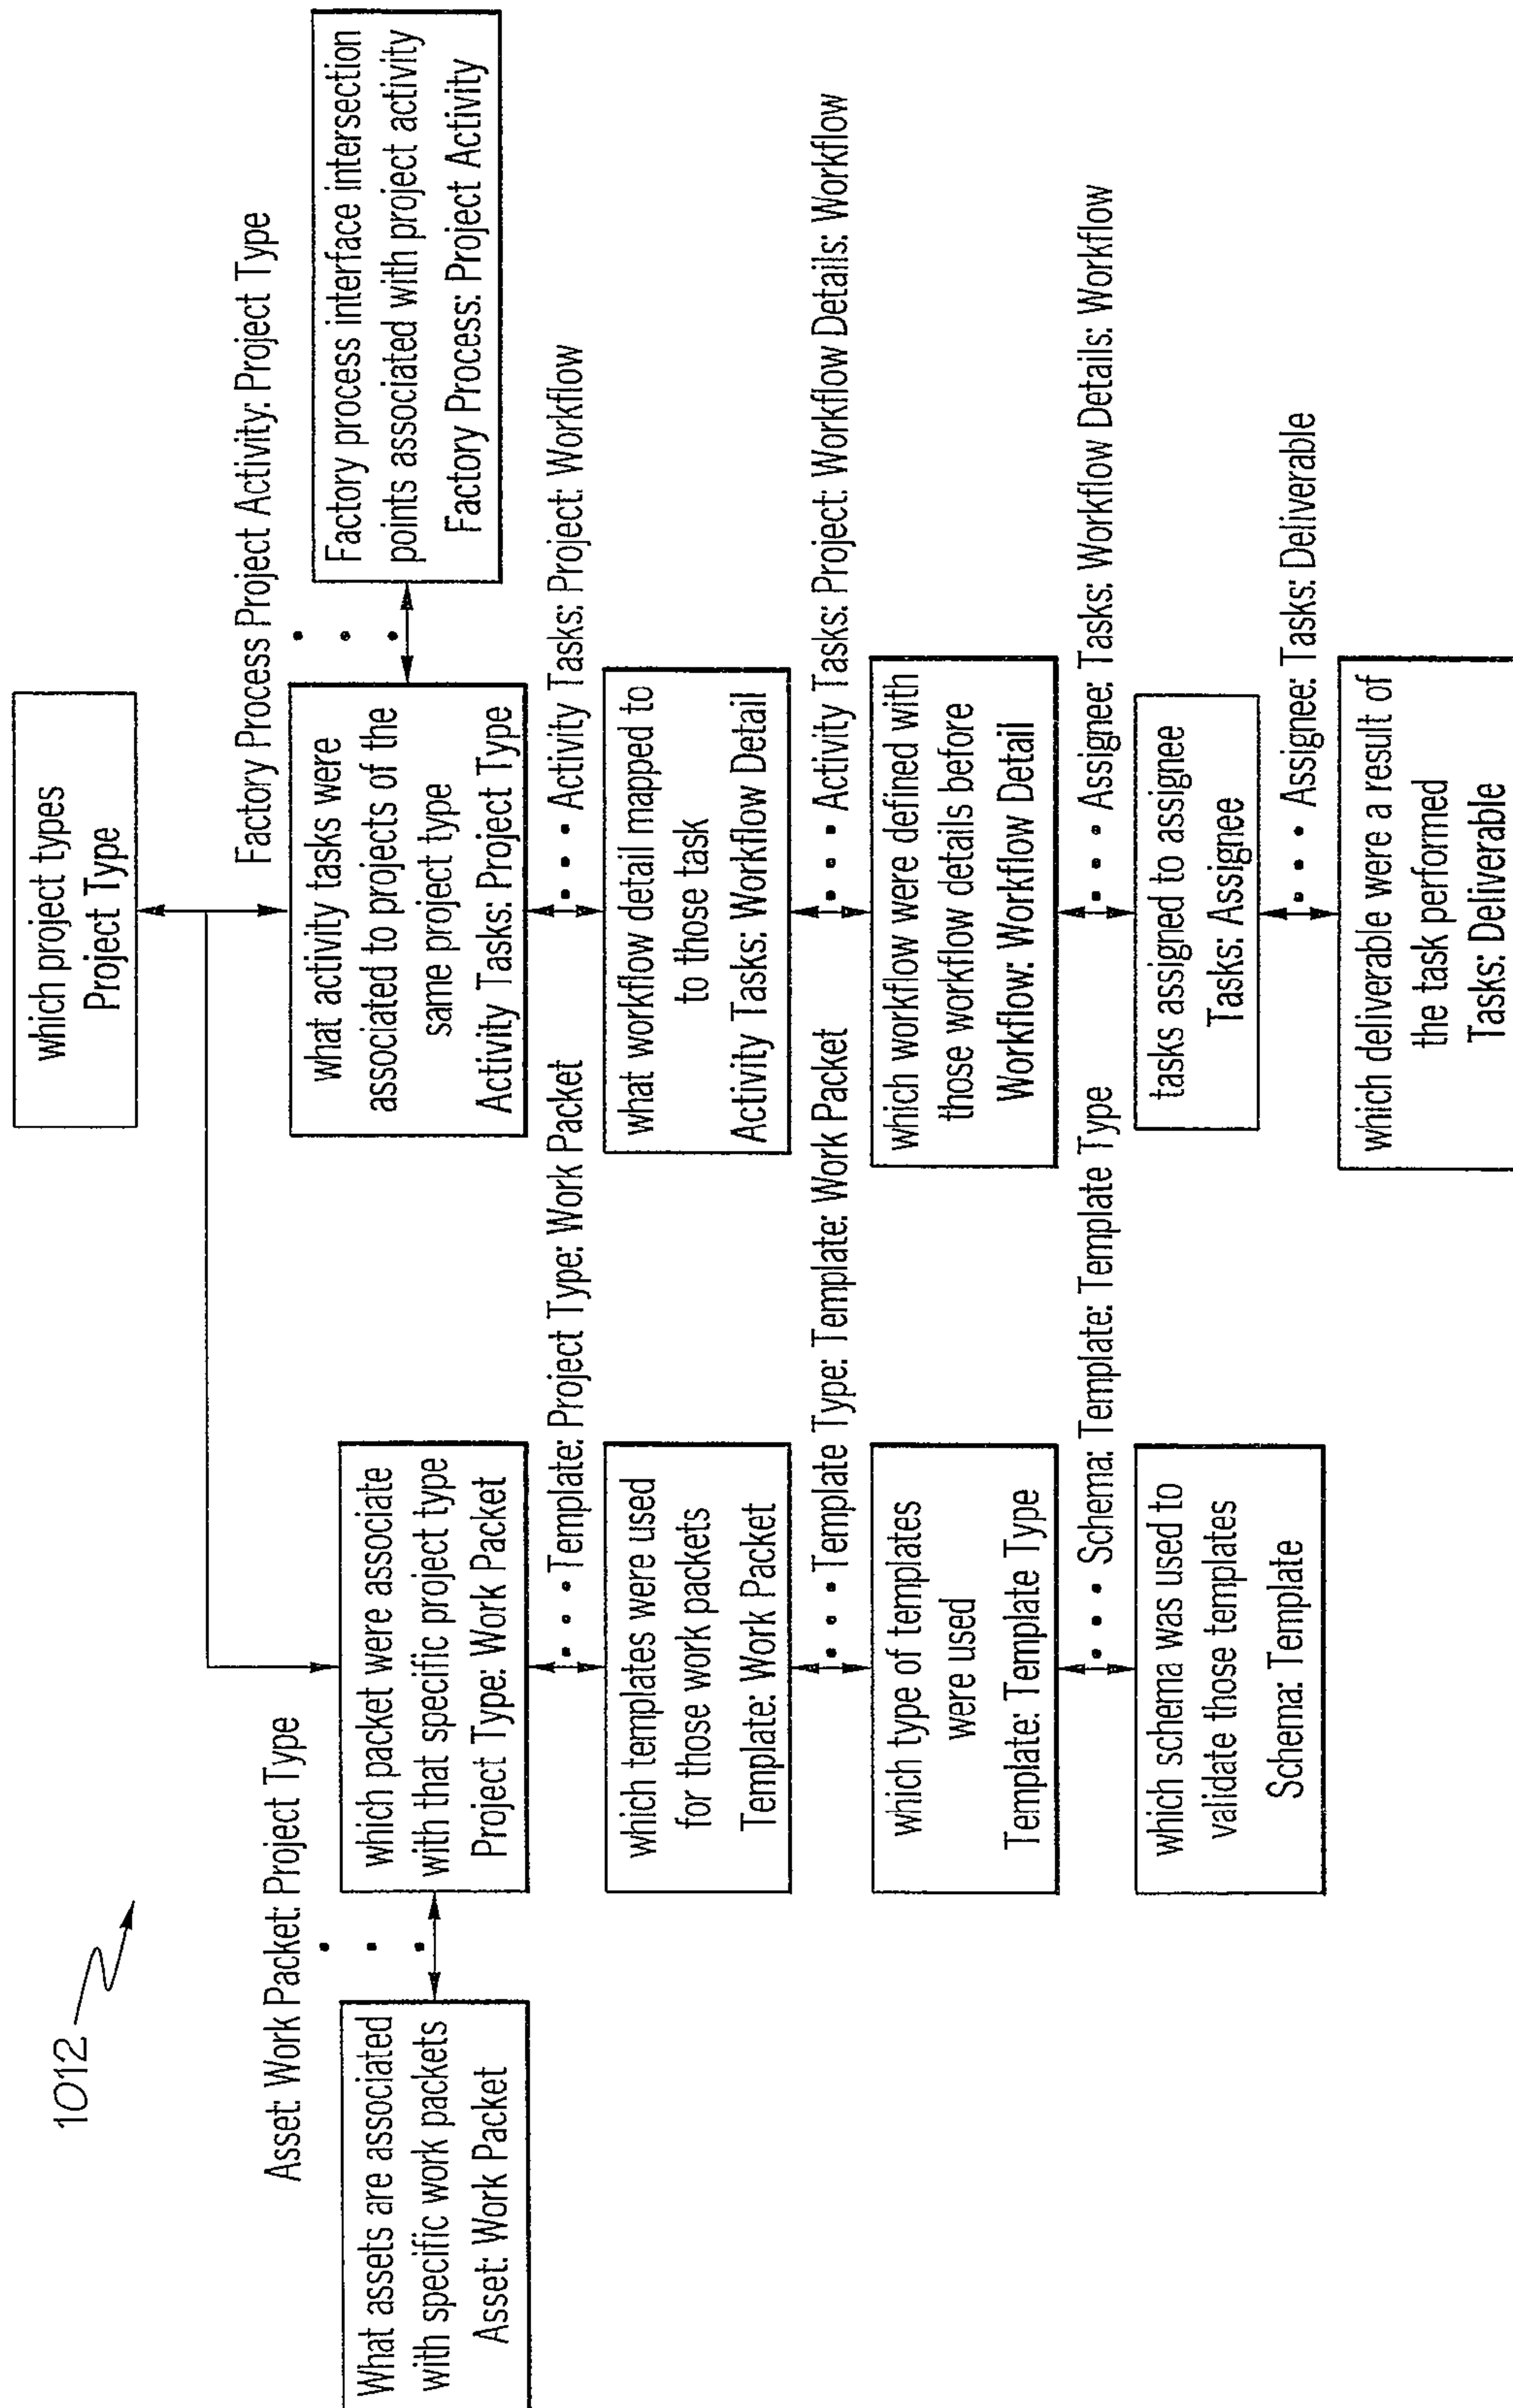 1012
which project types
Project Type
Asset: Work Packet: Project Type
Factory Process Project Activity: Project Type
What assets are associated
with specific work packets
Asset: Work Packet
which packet were associate
with that specific project type
Project Type: Work Packet
what activity tasks were
associated to projects of the
same project type
Activity Tasks: Project Type
Factory process interface intersection
points associated with project activity
Factory Process: Project Activity
Template: Project Type: Work Packet
Activity Tasks: Project: Workflow
which templates were used
for those work packets
Template: Work Packet
what workflow detail mapped to
to those task
Activity Tasks: Workflow Detail
Template Type: Template: Work Packet
Activity Tasks: Project: Workflow Details: Workflow
which type of templates
were used
Template: Template Type
which workflow were defined with
those workflow details before
Workflow: Workflow Detail
Schema: Template: Template Type
Assignee: Tasks: Workflow Details: Workflow
which schema was used to
validate those templates
Schema: Template
tasks assigned to assignee
Tasks: Assignee
Assignee: Tasks: Deliverable
which deliverable were a result of
the task performed
Tasks: Deliverable